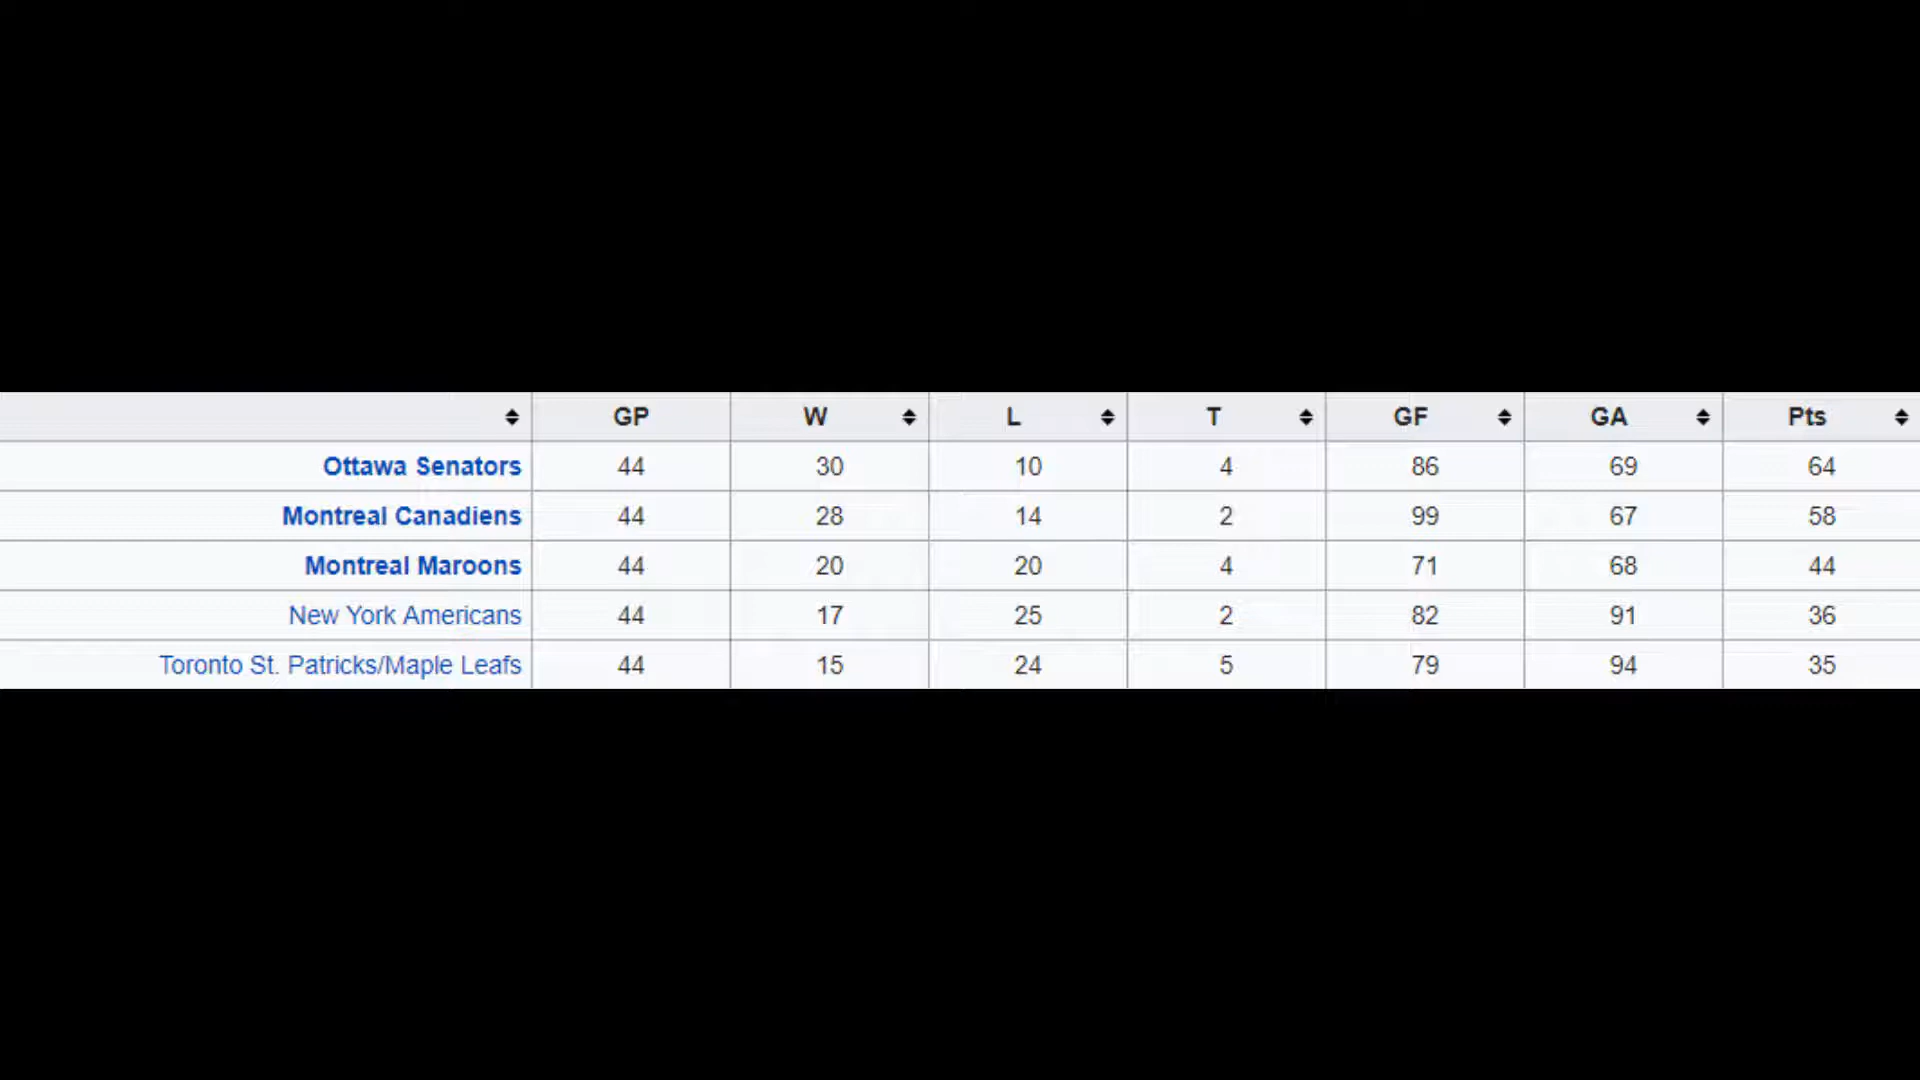 GP W L T GF GA Pts
Ottawa Senators 44 30 10 4 86 69 64
Montreal Canadiens 44 28 14 2 99 67 58
Montreal Maroons 44 20 20 4 71 68 44
New York Americans 44 17 25 2 82 91 36
Toronto St. Patricks/Maple Leafs 44 15 24 5 79 94 35